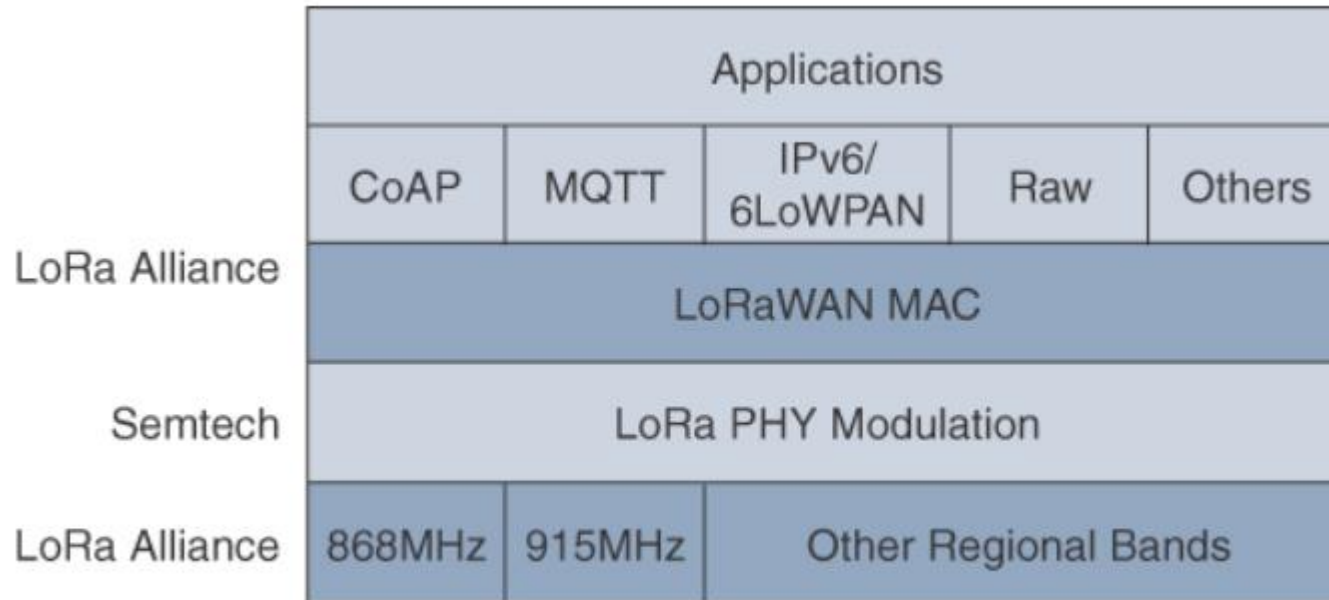 Applications
CoAP
MQTT
IPv6/
6LoWPAN
Raw
Others
LoRa Alliance
LoRaWAN MAC
Semtech
LoRa PHY Modulation
LoRa Alliance
868MHz
915MHz
Other Regional Bands